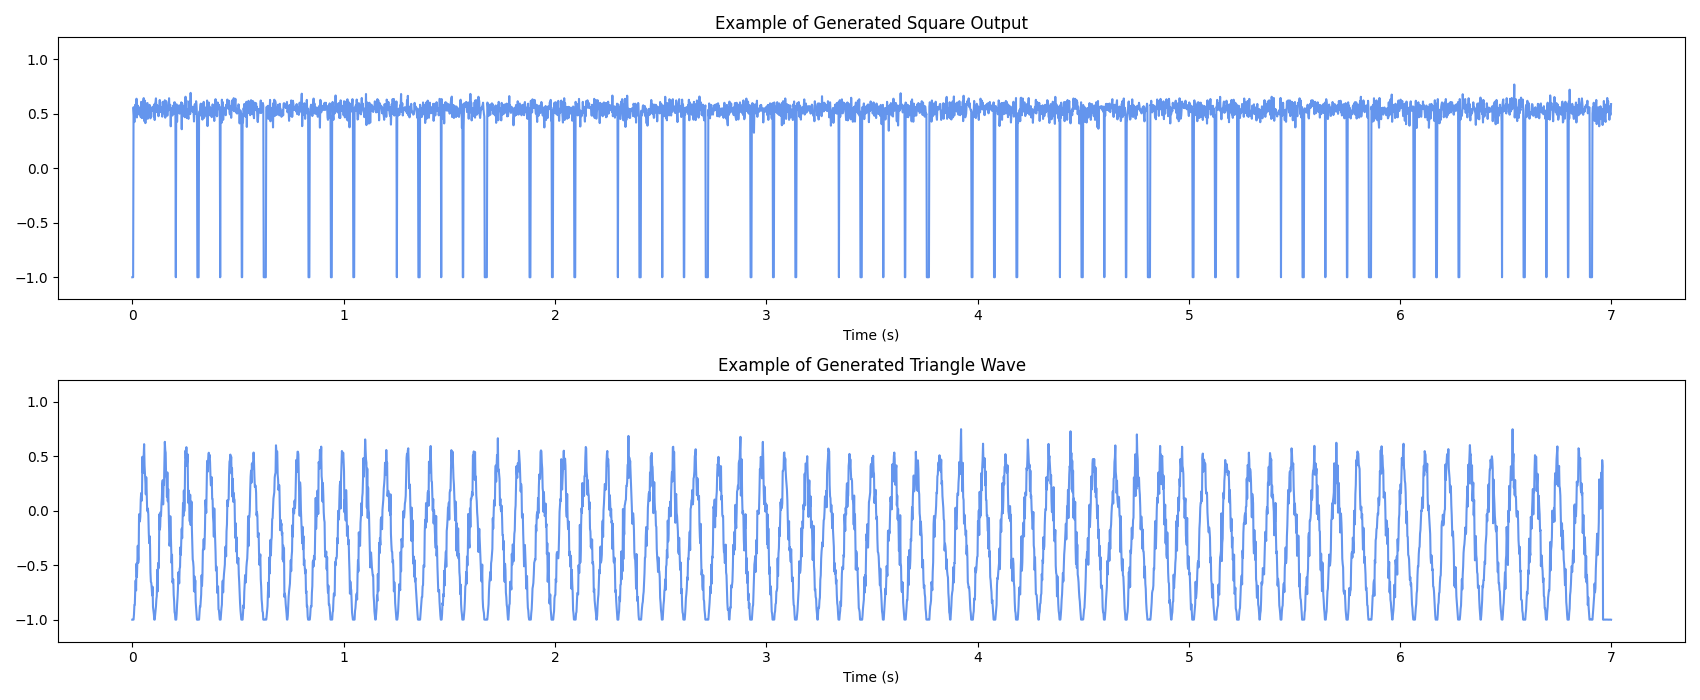 Example of Generated Square Output
1.0
0.5
0.0
−0.5
−1.0
0 1 2 3 4 5 6 7
Time (s)
Example of Generated Triangle Wave
1.0
0.5
0.0
−0.5
−1.0
0 1 2 3 4 5 6 7
Time (s)